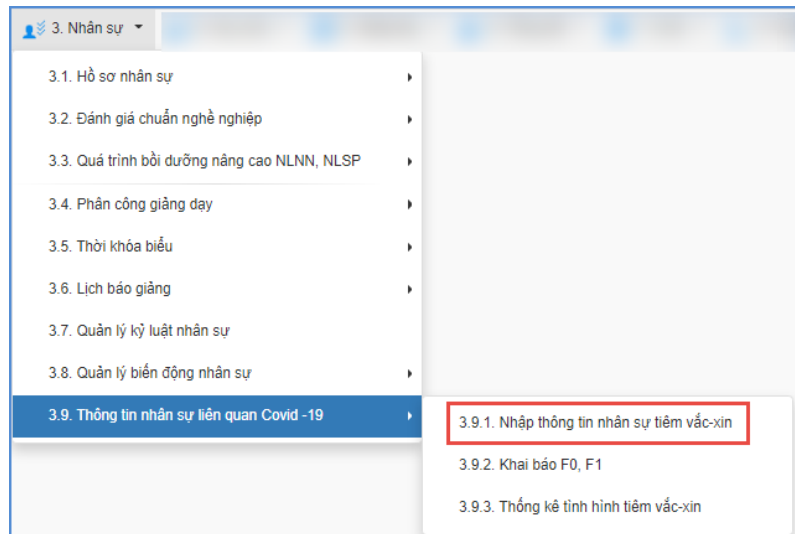 3. Nhân sự
3.1. Hồ sơ nhân sự
3.2. Đánh giá chuẩn nghề nghiệp
3.3. Quá trình bồi dưỡng nâng cao NLNN, NLSP
3.4. Phân công giảng dạy
3.5. Thời khóa biểu
3.6. Lịch báo giảng
3.7. Quản lý kỷ luật nhân sự
3.8. Quản lý biến động nhân sự
3.9. Thông tin nhân sự liên quan Covid -19
3.9.1. Nhập thông tin nhân sự tiêm vắc-xin
3.9.2. Khai báo F0, F1
3.9.3. Thống kê tình hình tiêm vắc-xin